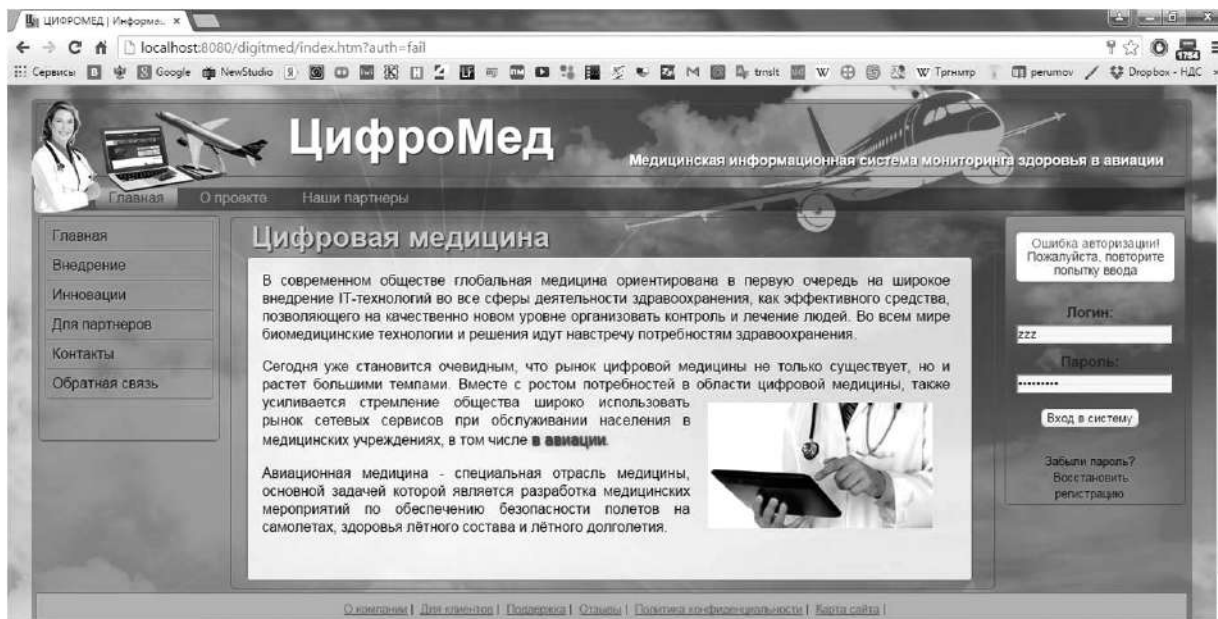 ЦИФРОМЕД | Информа...
localhost:8080/digitmed/index.htm?auth=fail
Сервисы Google NewStudio trnslt Тргнмтр perumov Dropbox - НДС
1754
ЦифроМед
Медицинская информационная система мониторинга здоровья в авиации
Главная О проекте Наши партнеры
Главная
Внедрение
Инновации
Для партнеров
Контакты
Обратная связь
Цифровая медицина
В современном обществе глобальная медицина ориентирована в первую очередь на широкое
внедрение IT-технологий во все сферы деятельности здравоохранения, как эффективного средства,
позволяющего на качественно новом уровне организовать контроль и лечение людей. Во всем мире
биомедицинские технологии и решения идут навстречу потребностям здравоохранения.
Сегодня уже становится очевидным, что рынок цифровой медицины не только существует, но и
растет большими темпами. Вместе с ростом потребностей в области цифровой медицины, также
усиливается стремление общества широко использовать
рынок сетевых сервисов при обслуживании населения в
медицинских учреждениях, в том числе в авиации.
Авиационная медицина - специальная отрасль медицины,
основной задачей которой является разработка медицинских
мероприятий по обеспечению безопасности полетов на
самолетах, здоровья лётного состава и лётного долголетия.
Ошибка авторизации!
Пожалуйста, повторите
попытку ввода
Логин:
zzz
Пароль:
•••••••••
Вход в систему
Забыли пароль?
Восстановить
регистрацию
О компании | Для клиентов | Поддержка | Отзывы | Политика конфиденциальности | Карта сайта |